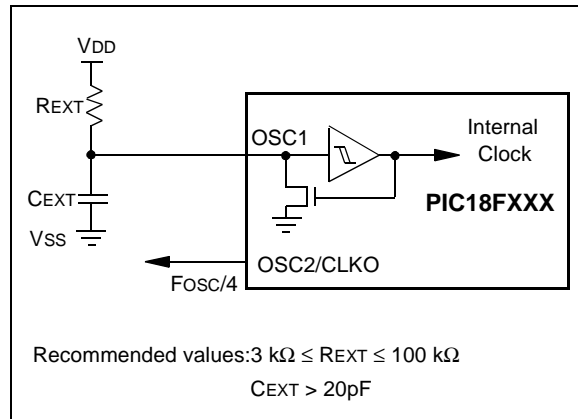 VDD
REXT
OSC1
Internal
Clock
CEXT
PIC18FXXX
VSS
OSC2/CLKO
FOSC/4
Recommended values:3 kΩ ≤ REXT ≤ 100 kΩ
CEXT > 20pF